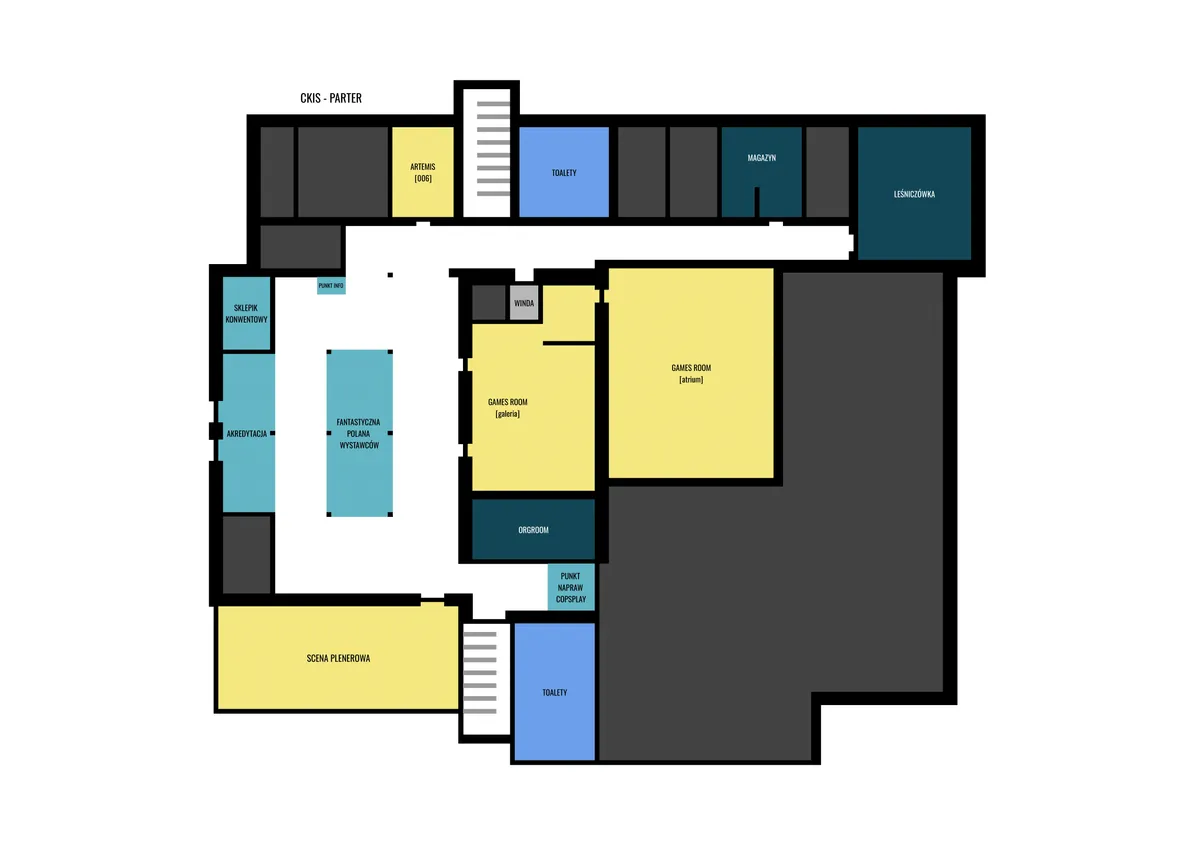 CKIS - PARTER
ARTEMIS
[006]
TOALETY
MAGAZYN
LEŚNICZÓWKA
PUNKT INFO
SKLEPIK
KONWENTOWY
WINDA
GAMES ROOM
[atrium]
GAMES ROOM
[galeria]
AKREDYTACJA
FANTASTYCZNA
POLANA
WYSTAWCÓW
ORGROOM
PUNKT
NAPRAW
COPSPLAY
SCENA PLENEROWA
TOALETY